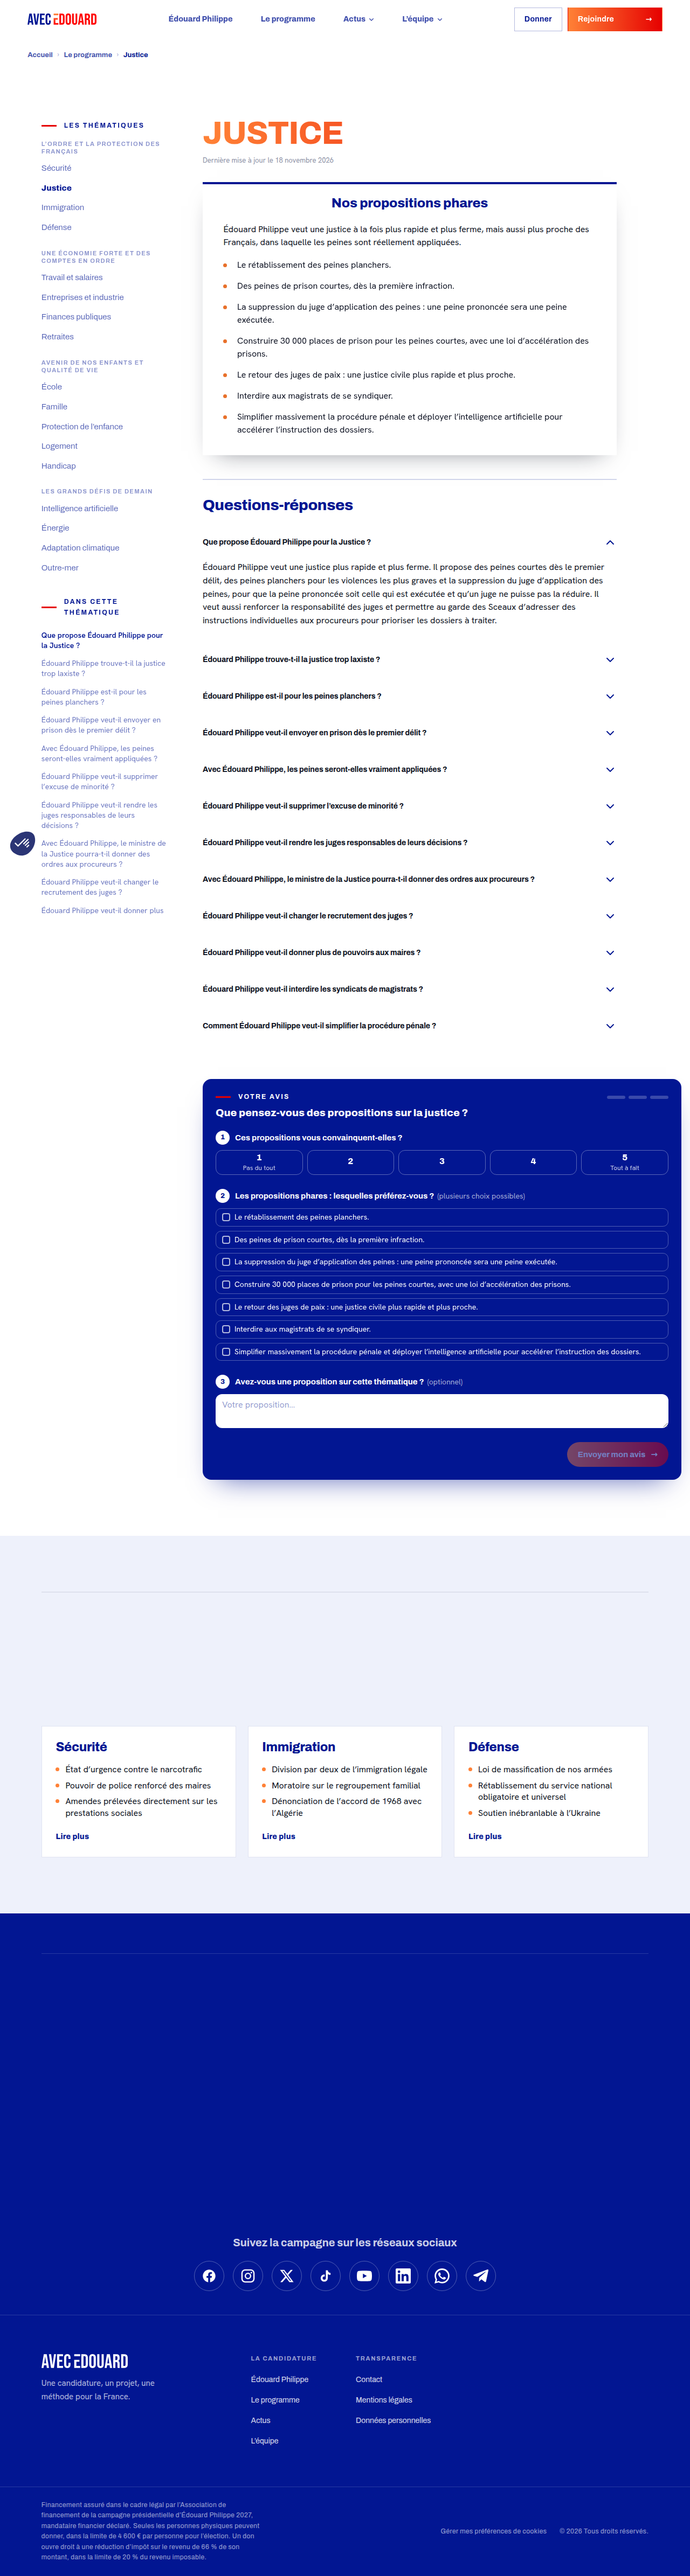 AVEC EDOUARD
Édouard Philippe
Le programme
Actus
L'équipe
Donner
Rejoindre →
Accueil
Le programme
Justice
LES THÉMATIQUES
L'ORDRE ET LA PROTECTION DES
FRANÇAIS
Sécurité
Justice
Immigration
Défense
UNE ÉCONOMIE FORTE ET DES
COMPTES EN ORDRE
Travail et salaires
Entreprises et industrie
Finances publiques
Retraites
AVENIR DE NOS ENFANTS ET
QUALITÉ DE VIE
École
Famille
Protection de l'enfance
Logement
Handicap
LES GRANDS DÉFIS DE DEMAIN
Intelligence artificielle
Énergie
Adaptation climatique
Outre-mer
DANS CETTE
THÉMATIQUE
Que propose Édouard Philippe pour
la Justice ?
Édouard Philippe trouve-t-il la justice
trop laxiste ?
Édouard Philippe est-il pour les
peines planchers ?
Édouard Philippe veut-il envoyer en
prison dès le premier délit ?
Avec Édouard Philippe, les peines
seront-elles vraiment appliquées ?
Édouard Philippe veut-il supprimer
l'excuse de minorité ?
Édouard Philippe veut-il rendre les
juges responsables de leurs
décisions ?
Avec Édouard Philippe, le ministre de
la Justice pourra-t-il donner des
ordres aux procureurs ?
Édouard Philippe veut-il changer le
recrutement des juges ?
Édouard Philippe veut-il donner plus
JUSTICE
Dernière mise à jour le 18 novembre 2026
Nos propositions phares
Édouard Philippe veut une justice à la fois plus rapide et plus ferme, mais aussi plus proche des
Français, dans laquelle les peines sont réellement appliquées.
Le rétablissement des peines planchers.
Des peines de prison courtes, dès la première infraction.
La suppression du juge d'application des peines : une peine prononcée sera une peine
exécutée.
Construire 30 000 places de prison pour les peines courtes, avec une loi d'accélération des
prisons.
Le retour des juges de paix : une justice civile plus rapide et plus proche.
Interdire aux magistrats de se syndiquer.
Simplifier massivement la procédure pénale et déployer l'intelligence artificielle pour
accélérer l'instruction des dossiers.
Questions-réponses
Que propose Édouard Philippe pour la Justice ?
Édouard Philippe veut une justice plus rapide et plus ferme. Il propose des peines courtes dès le premier
délit, des peines planchers pour les violences les plus graves et la suppression du juge d'application des
peines, pour que la peine prononcée soit celle qui est exécutée et qu'un juge ne puisse pas la réduire. Il
veut aussi renforcer la responsabilité des juges et permettre au garde des Sceaux d'adresser des
instructions individuelles aux procureurs pour prioriser les dossiers à traiter.
Édouard Philippe trouve-t-il la justice trop laxiste ?
Édouard Philippe est-il pour les peines planchers ?
Édouard Philippe veut-il envoyer en prison dès le premier délit ?
Avec Édouard Philippe, les peines seront-elles vraiment appliquées ?
Édouard Philippe veut-il supprimer l'excuse de minorité ?
Édouard Philippe veut-il rendre les juges responsables de leurs décisions ?
Avec Édouard Philippe, le ministre de la Justice pourra-t-il donner des ordres aux procureurs ?
Édouard Philippe veut-il changer le recrutement des juges ?
Édouard Philippe veut-il donner plus de pouvoirs aux maires ?
Édouard Philippe veut-il interdire les syndicats de magistrats ?
Comment Édouard Philippe veut-il simplifier la procédure pénale ?
VOTRE AVIS
Que pensez-vous des propositions sur la justice ?
1 Ces propositions vous convainquent-elles ?
1
Pas du tout
2
3
4
5
Tout à fait
2 Les propositions phares : lesquelles préférez-vous ? (plusieurs choix possibles)
Le rétablissement des peines planchers.
Des peines de prison courtes, dès la première infraction.
La suppression du juge d'application des peines : une peine prononcée sera une peine exécutée.
Construire 30 000 places de prison pour les peines courtes, avec une loi d'accélération des prisons.
Le retour des juges de paix : une justice civile plus rapide et plus proche.
Interdire aux magistrats de se syndiquer.
Simplifier massivement la procédure pénale et déployer l'intelligence artificielle pour accélérer l'instruction des dossiers.
3 Avez-vous une proposition sur cette thématique ? (optionnel)
Votre proposition...
Envoyer mon avis →
Sécurité
État d'urgence contre le narcotrafic
Pouvoir de police renforcé des maires
Amendes prélevées directement sur les
prestations sociales
Lire plus
Immigration
Division par deux de l'immigration légale
Moratoire sur le regroupement familial
Dénonciation de l'accord de 1968 avec
l'Algérie
Lire plus
Défense
Loi de massification de nos armées
Rétablissement du service national
obligatoire et universel
Soutien inébranlable à l'Ukraine
Lire plus
Suivez la campagne sur les réseaux sociaux
AVEC EDOUARD
Une candidature, un projet, une
méthode pour la France.
LA CANDIDATURE
Édouard Philippe
Le programme
Actus
L'équipe
TRANSPARENCE
Contact
Mentions légales
Données personnelles
Financement assuré dans le cadre légal par l'Association de
financement de la campagne présidentielle d'Édouard Philippe 2027,
mandataire financier déclaré. Seules les personnes physiques peuvent
donner, dans la limite de 4 600 € par personne pour l'élection. Un don
ouvre droit à une réduction d'impôt sur le revenu de 66 % de son
montant, dans la limite de 20 % du revenu imposable.
Gérer mes préférences de cookies
© 2026 Tous droits réservés.